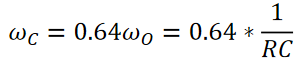 ω_C = 0.64ω_O = 0.64 * 1/RC